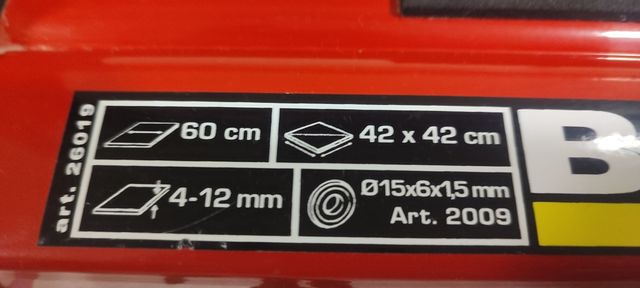 art. 26019
60 cm
42 x 42 cm
4-12 mm
Ø15x6x1,5 mm
Art. 2009
B